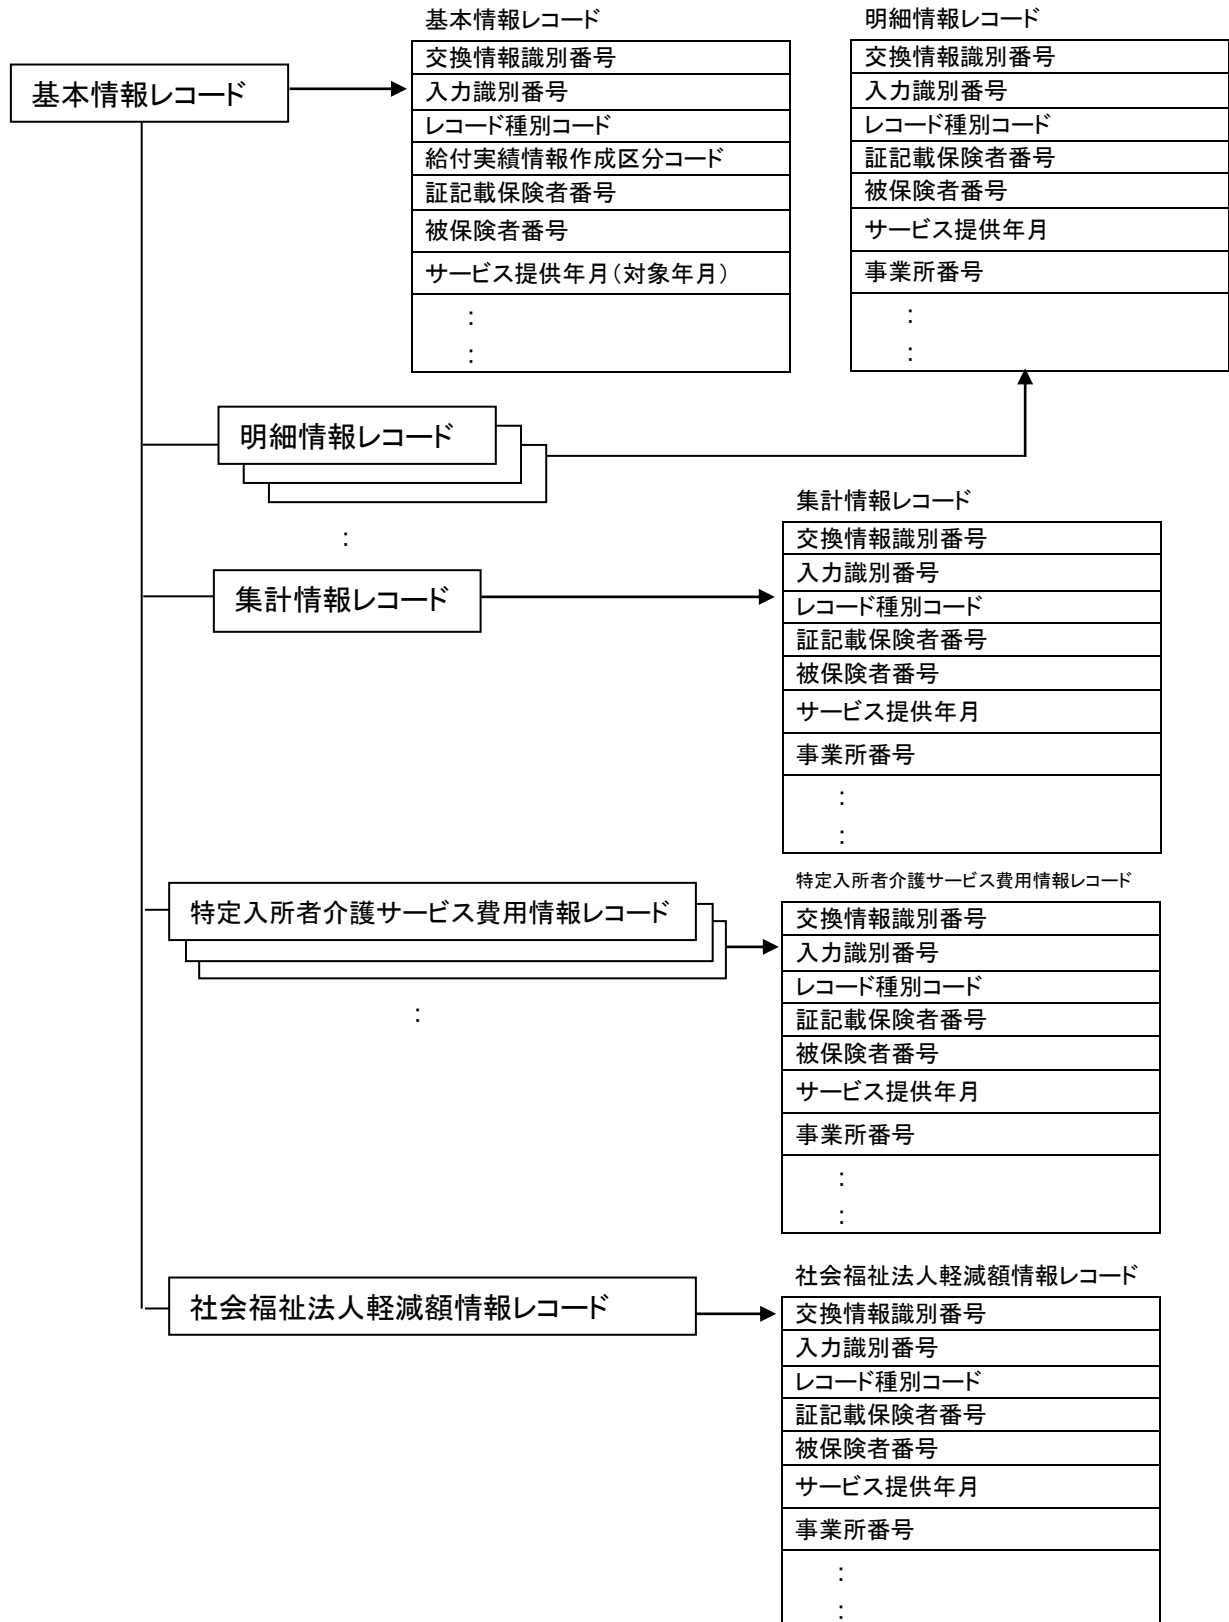 基本情報レコード
基本情報レコード
交換情報識別番号
入力識別番号
レコード種別コード
給付実績情報作成区分コード
証記載保険者番号
被保険者番号
サービス提供年月(対象年月)
:
:
明細情報レコード
交換情報識別番号
入力識別番号
レコード種別コード
証記載保険者番号
被保険者番号
サービス提供年月
事業所番号
:
:
明細情報レコード
:
集計情報レコード
集計情報レコード
交換情報識別番号
入力識別番号
レコード種別コード
証記載保険者番号
被保険者番号
サービス提供年月
事業所番号
:
:
特定入所者介護サービス費用情報レコード
:
特定入所者介護サービス費用情報レコード
交換情報識別番号
入力識別番号
レコード種別コード
証記載保険者番号
被保険者番号
サービス提供年月
事業所番号
:
:
社会福祉法人軽減額情報レコード
社会福祉法人軽減額情報レコード
交換情報識別番号
入力識別番号
レコード種別コード
証記載保険者番号
被保険者番号
サービス提供年月
事業所番号
:
: